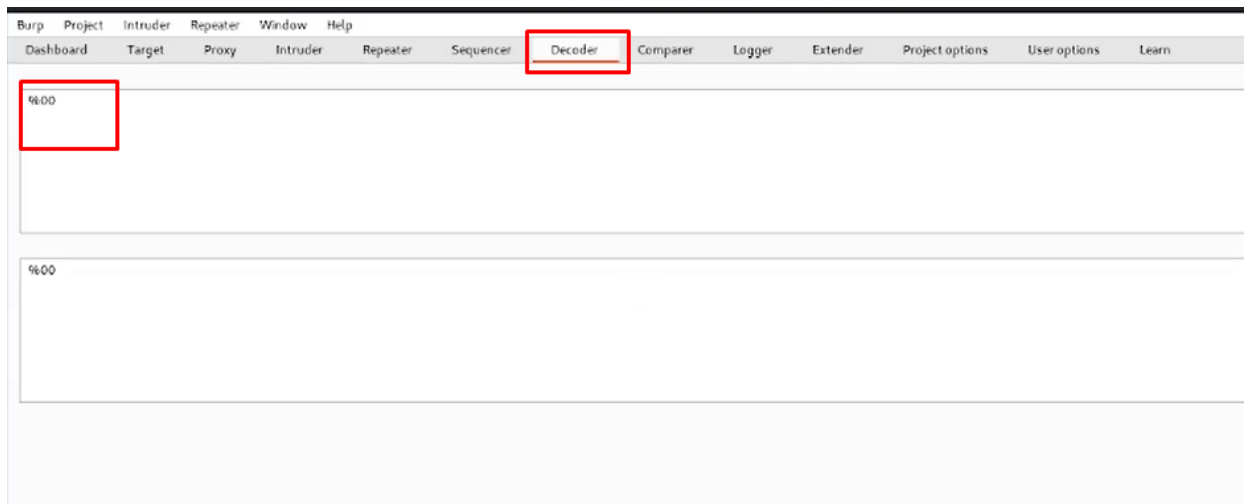 Burp Project Intruder Repeater Window Help
Dashboard Target Proxy Intruder Repeater Sequencer Decoder Comparer Logger Extender Project options User options Learn
%00
%00